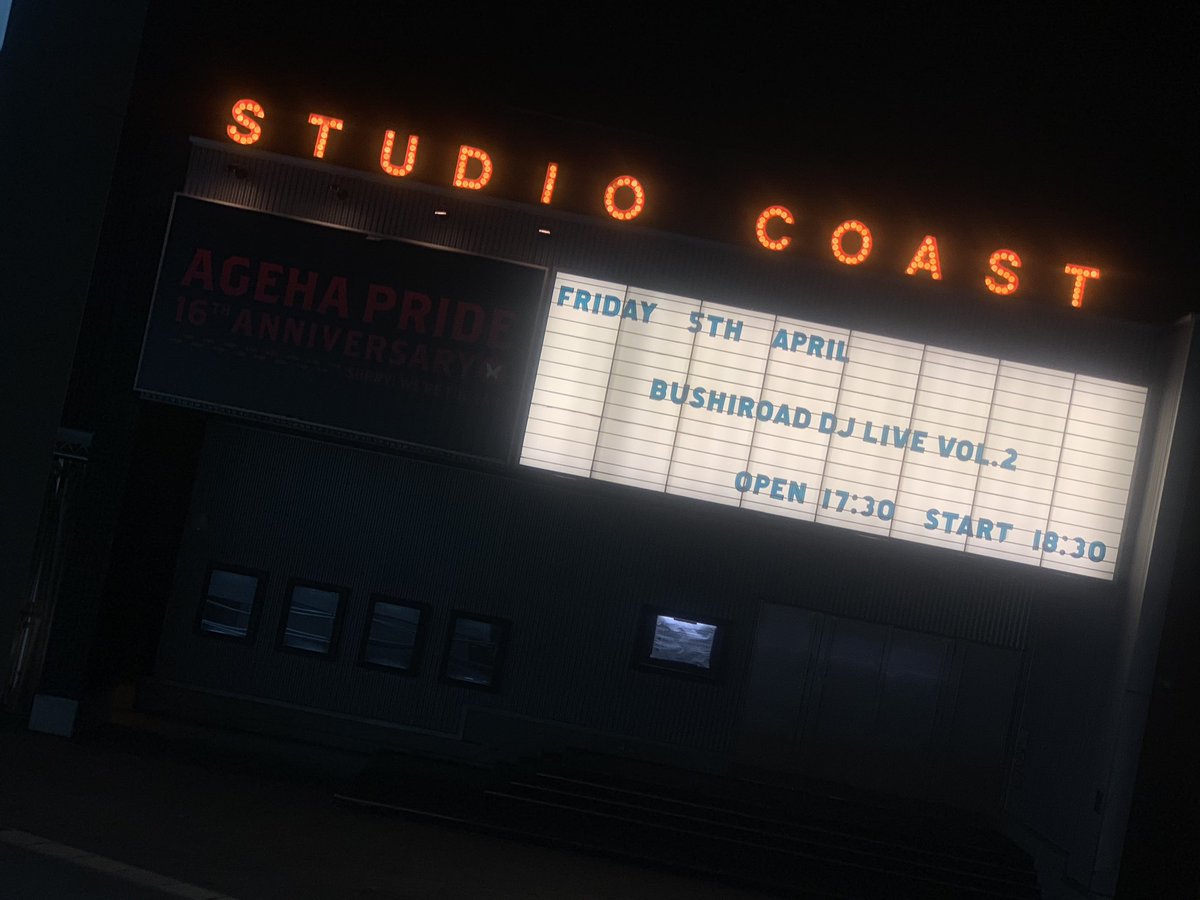 STUDIO COAST
AGEHA PRIDE
16TH ANNIVERSARY
FRIDAY 5TH APRIL
BUSHIROAD DJ LIVE VOL.2
OPEN 17:30 START 18:30